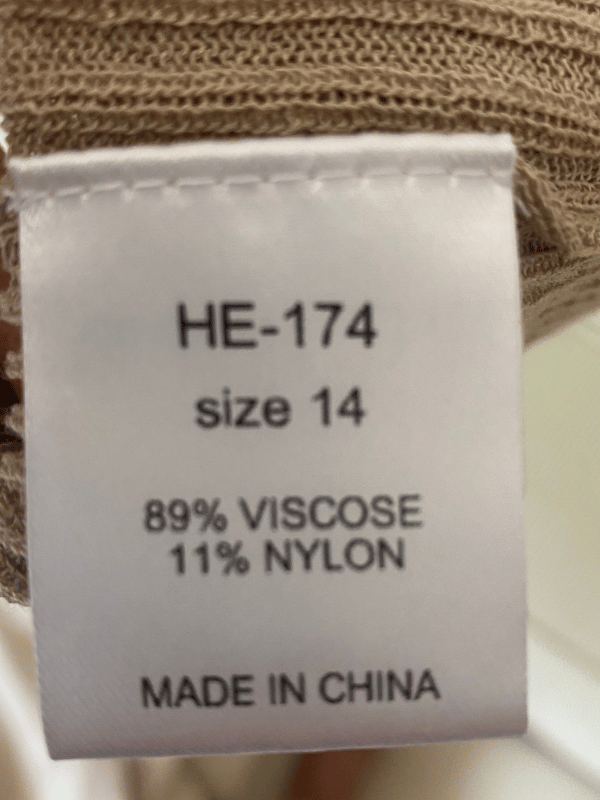 HE-174
size 14
89% VISCOSE
11% NYLON
MADE IN CHINA